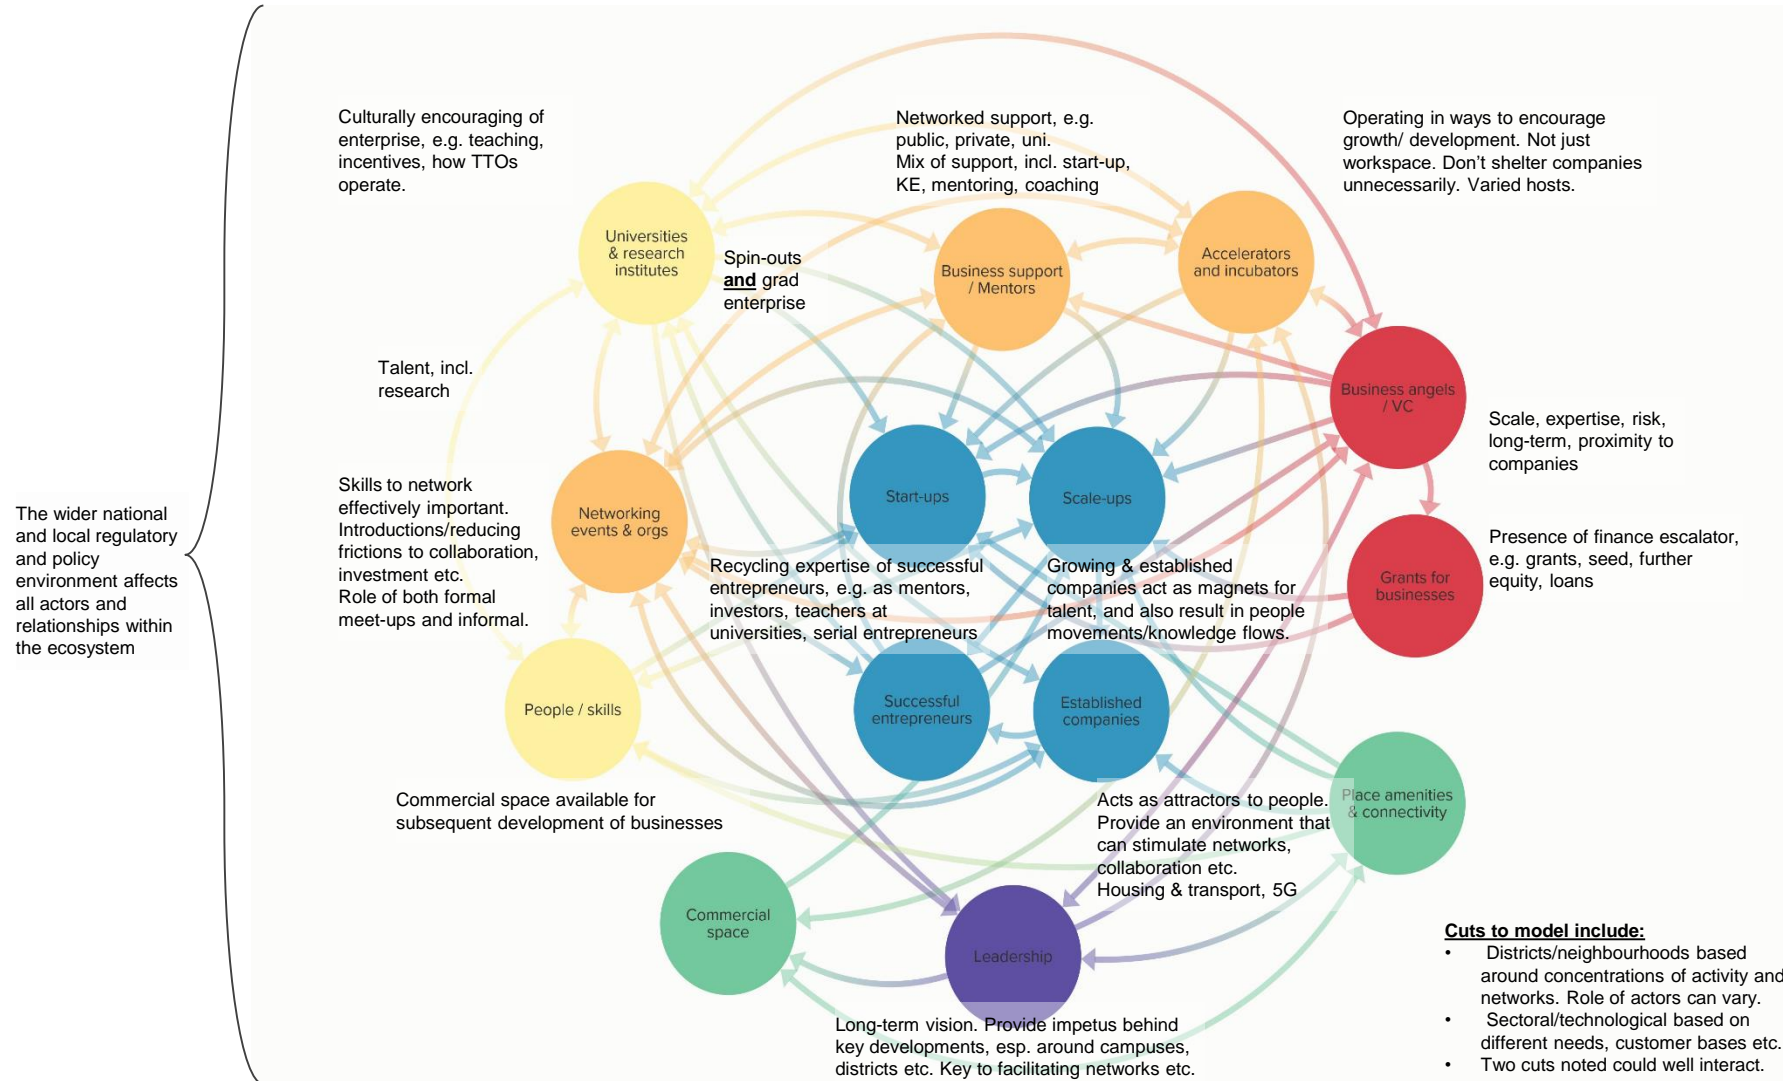 Culturally encouraging of
enterprise, e.g. teaching,
incentives, how TTOs
operate.
Networked support, e.g.
public, private, uni.
Mix of support, incl. start-up,
KE, mentoring, coaching
Operating in ways to encourage
growth/ development. Not just
workspace. Don’t shelter companies
unnecessarily. Varied hosts.
Universities
& research
institutes
Spin-outs
and grad
enterprise
Business support
/ Mentors
Accelerators
and incubators
Talent, incl.
research
Business angels
/ VC
Scale, expertise, risk,
long-term, proximity to
companies
The wider national
and local regulatory
and policy
environment affects
all actors and
relationships within
the ecosystem
Skills to network
effectively important.
Introductions/reducing
frictions to collaboration,
investment etc.
Role of both formal
meet-ups and informal.
Networking
events & orgs
Start-ups
Scale-ups
Recycling expertise of successful
entrepreneurs, e.g. as mentors,
investors, teachers at
universities, serial entrepreneurs
Growing & established
companies act as magnets for
talent, and also result in people
movements/knowledge flows.
Grants for
businesses
Presence of finance escalator,
e.g. grants, seed, further
equity, loans
People / skills
Successful
entrepreneurs
Established
companies
Commercial space available for
subsequent development of businesses
Acts as attractors to people.
Provide an environment that
can stimulate networks,
collaboration etc.
Housing & transport, 5G
Place amenities
& connectivity
Commercial
space
Leadership
Long-term vision. Provide impetus behind
key developments, esp. around campuses,
districts etc. Key to facilitating networks etc.
Cuts to model include:
• Districts/neighbourhoods based
around concentrations of activity and
networks. Role of actors can vary.
• Sectoral/technological based on
different needs, customer bases etc.
• Two cuts noted could well interact.